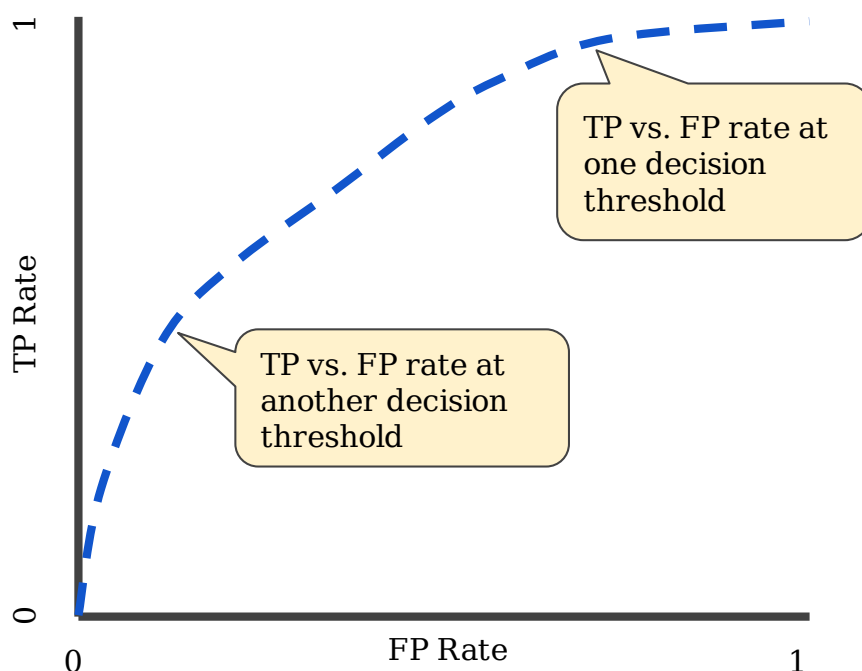 1
TP vs. FP rate at
one decision
threshold
TP Rate
TP vs. FP rate at
another decision
threshold
0
0
FP Rate
1